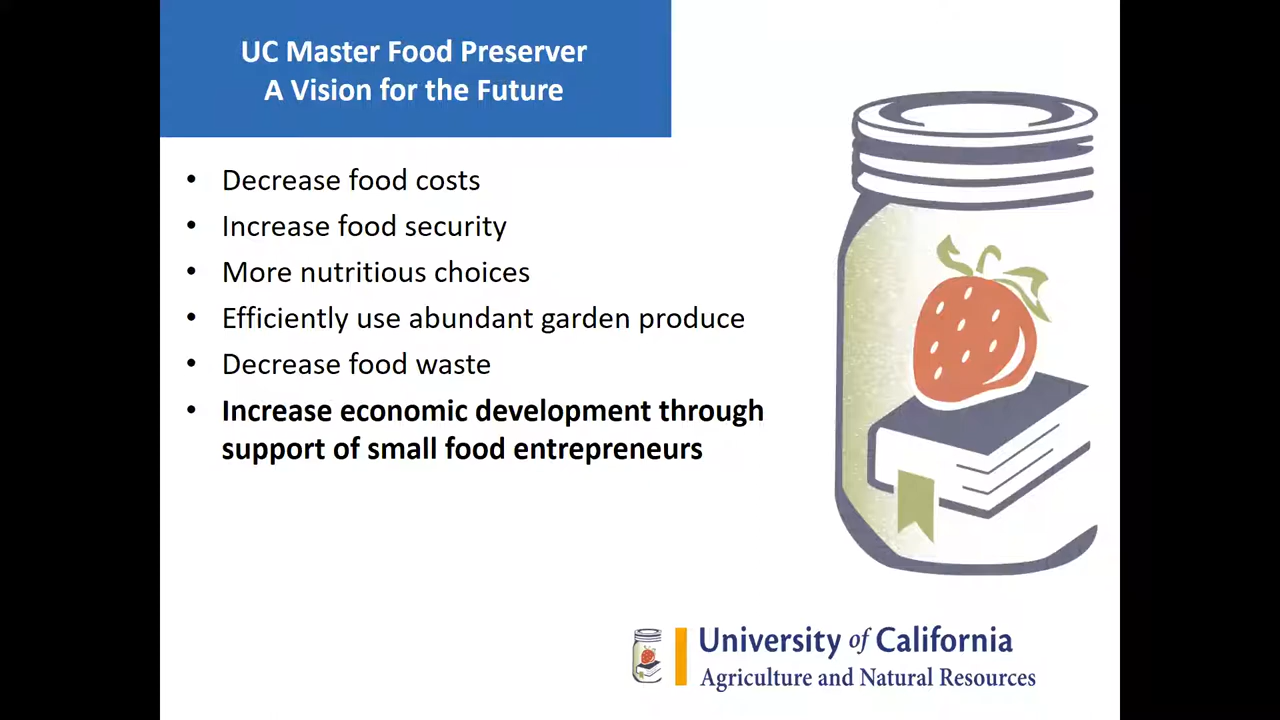 UC Master Food Preserver
A Vision for the Future
• Decrease food costs
• Increase food security
• More nutritious choices
• Efficiently use abundant garden produce
• Decrease food waste
• Increase economic development through
support of small food entrepreneurs
University of California
Agriculture and Natural Resources